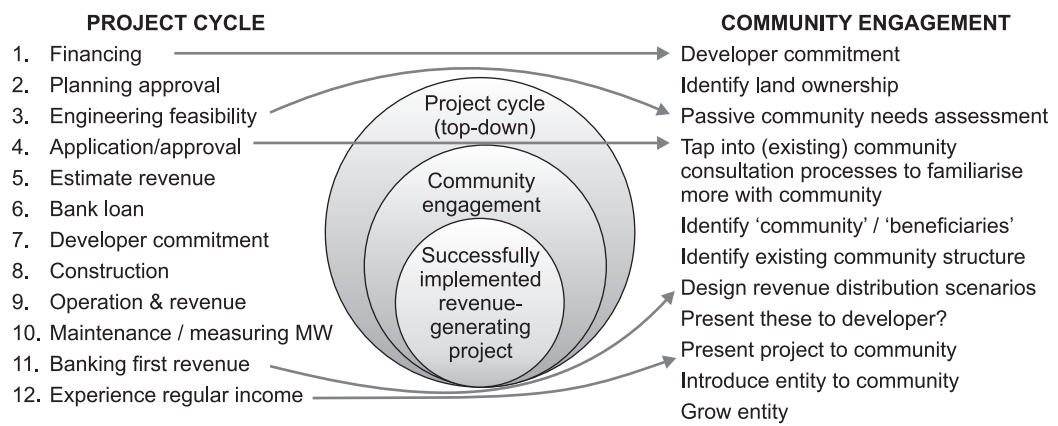 PROJECT CYCLE
1. Financing
2. Planning approval
3. Engineering feasibility
4. Application/approval
5. Estimate revenue
6. Bank loan
7. Developer commitment
8. Construction
9. Operation & revenue
10. Maintenance / measuring MW
11. Banking first revenue
12. Experience regular income
Project cycle
(top-down)
Community
engagement
Successfully
implemented
revenue-
generating
project
COMMUNITY ENGAGEMENT
Developer commitment
Identify land ownership
Passive community needs assessment
Tap into (existing) community
consultation processes to familiarise
more with community
Identify ‘community’ / ‘beneficiaries’
Identify existing community structure
Design revenue distribution scenarios
Present these to developer?
Present project to community
Introduce entity to community
Grow entity